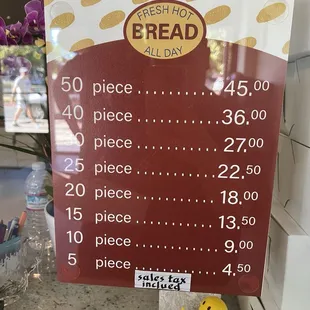 FRESH HOT
BREAD
ALL DAY
50 piece ........... 45.00
40 piece ........... 36.00
0 piece ........... 27.00
25 piece ........... 22.50
20 piece ........... 18.00
15 piece ........... 13.50
10 piece ........... 9.00
5 piece ........... 4.50
sales tax
inclued